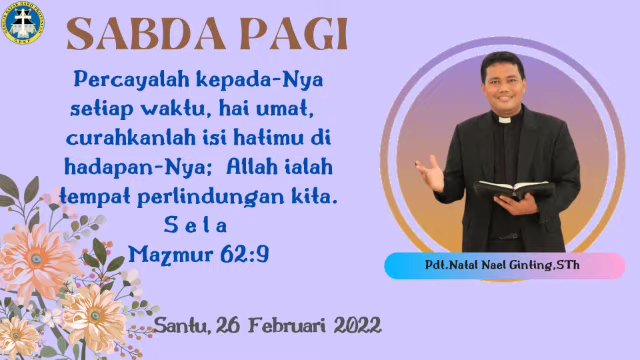 SABDA PAGI
Percayalah kepada-Nya
setiap waktu, hai umat,
curahkanlah isi hatimu di
hadapan-Nya; Allah ialah
tempat perlindungan kita.
S e l a
Mazmur 62:9
Pdt.Natal Nael Ginting,STh
Santu, 26 Februari 2022